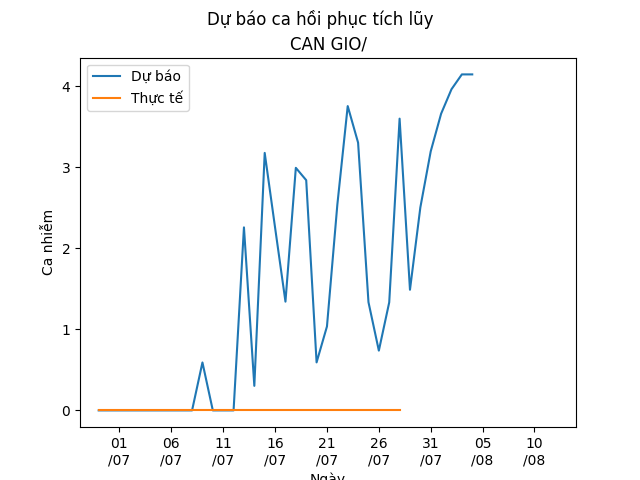 Dự báo ca hồi phục tích lũy
CAN GIO/
Dự báo
Thực tế
Ca nhiễm
4
3
2
1
0
01 06 11 16 21 26 31 05 10
/07 /07 /07 /07 /07 /07 /07 /08 /08
Ngày